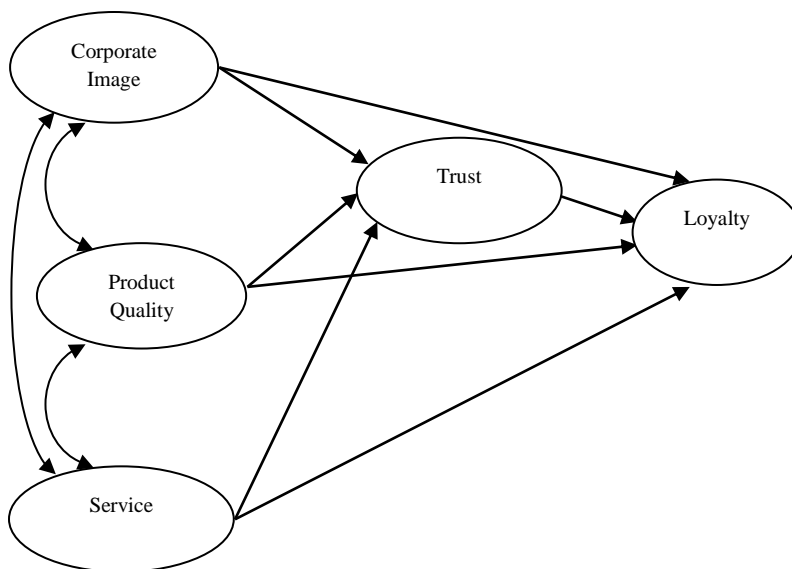 Corporate
Image
Trust
Loyalty
Product
Quality
Service